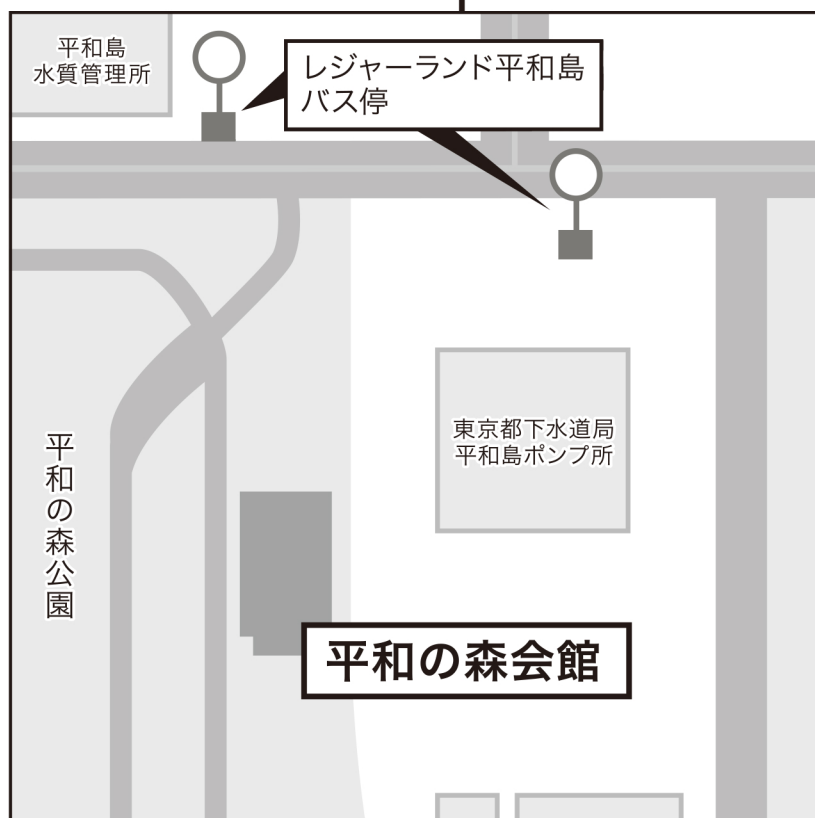 平和島
水質管理所
レジャーランド平和島
バス停
東京都下水道局
平和島ポンプ所
平和の森公園
平和の森会館